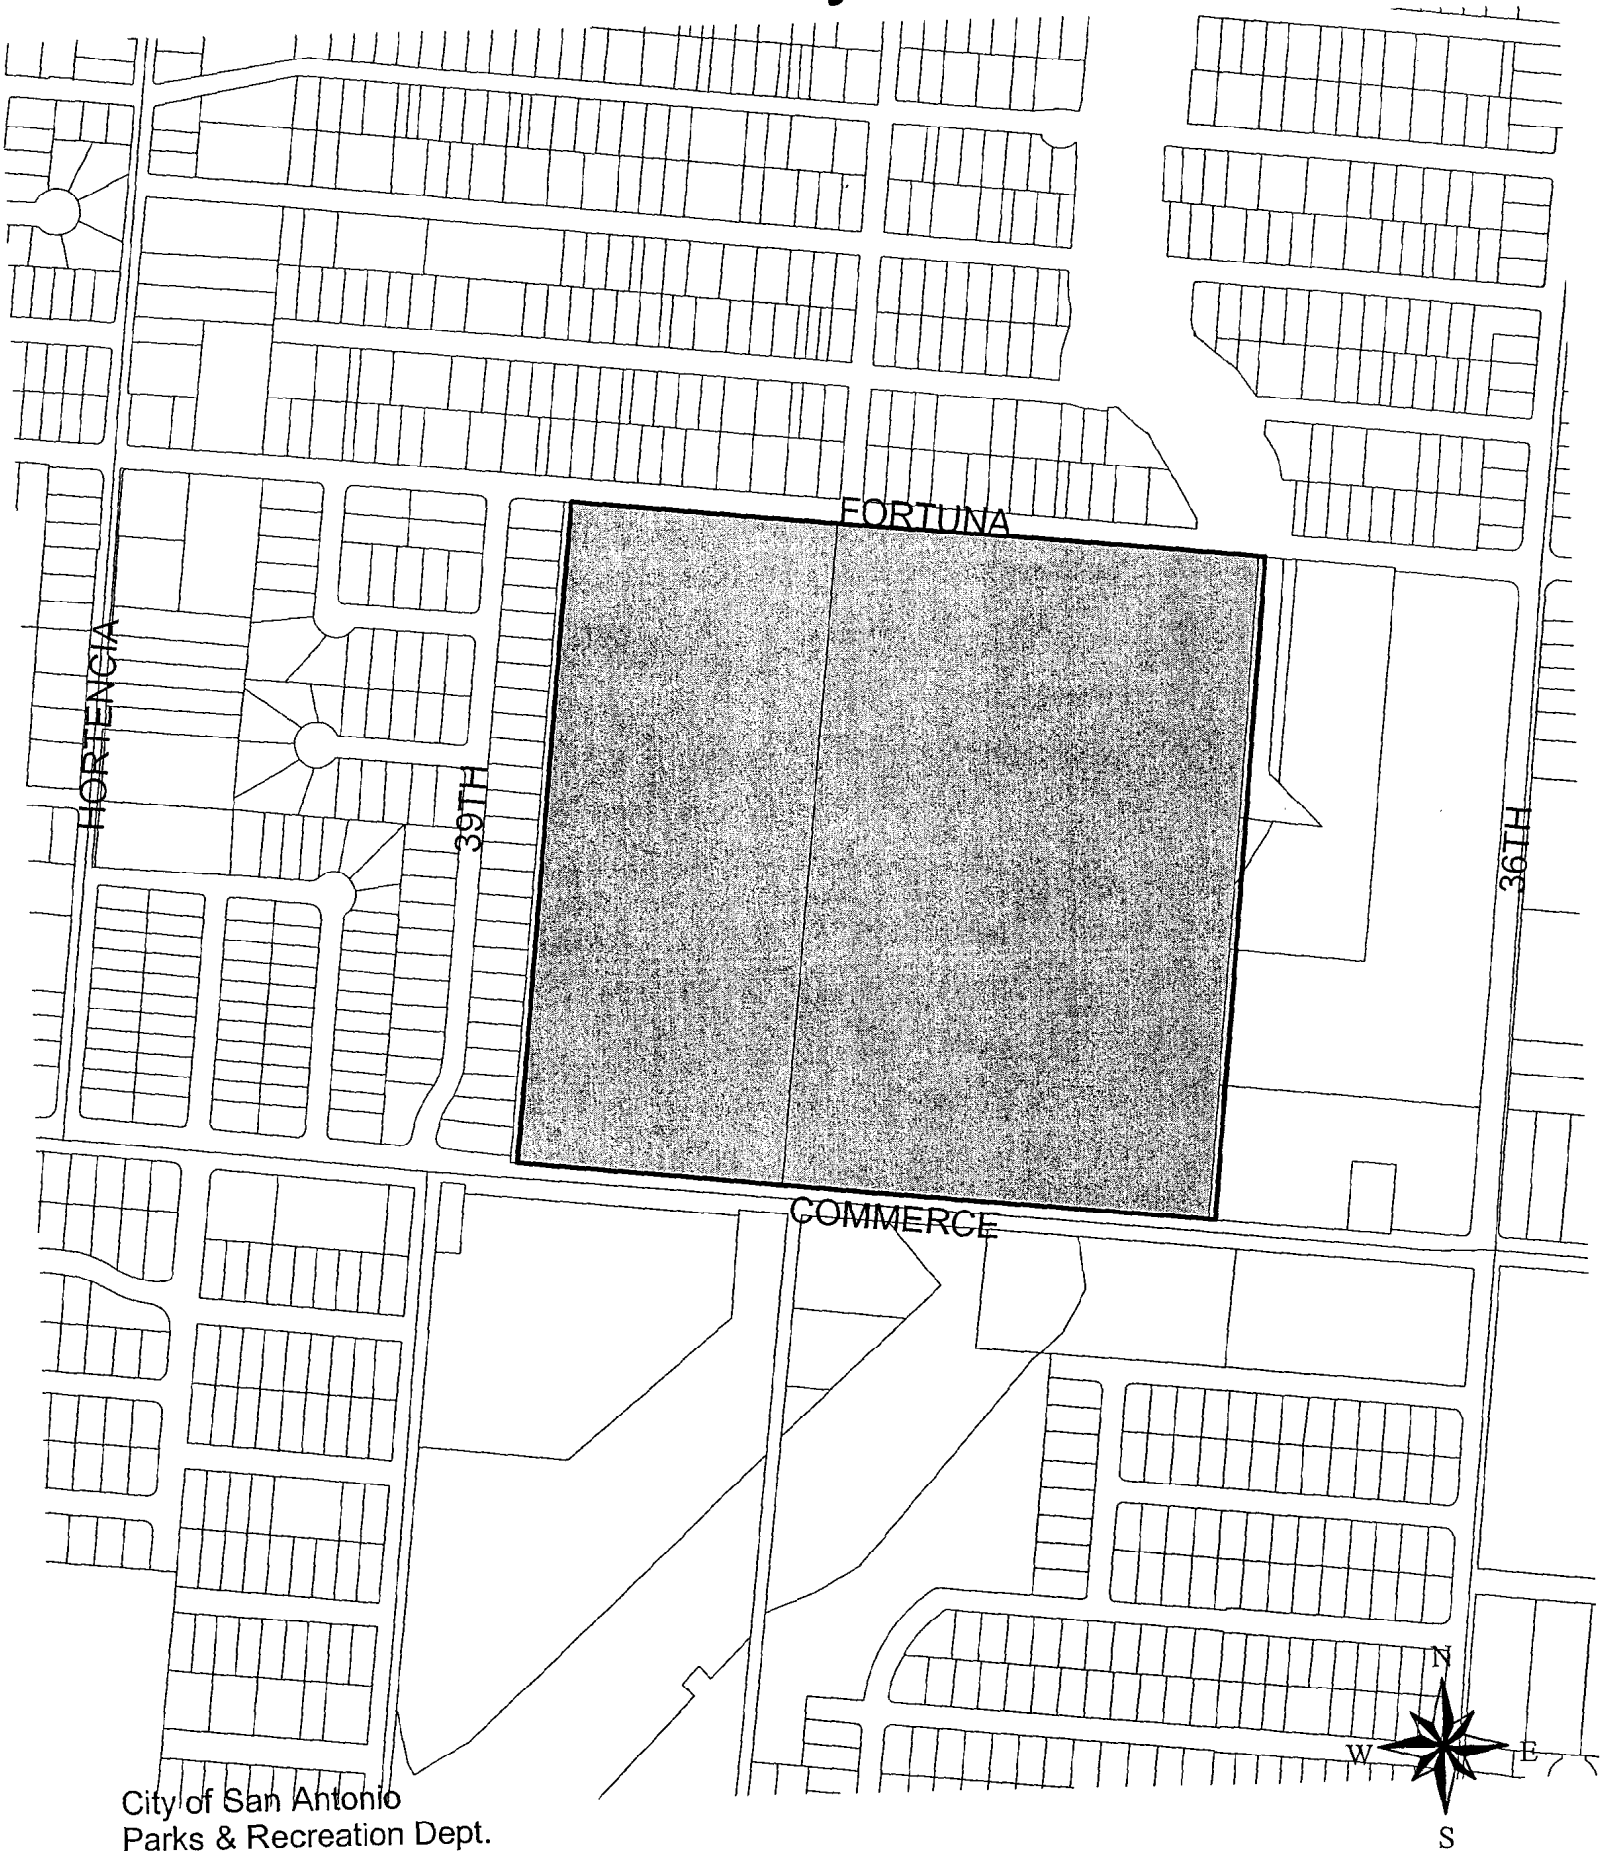 FORTUNA
HORTENCIA
39TH
36TH
COMMERCE
N
W
E
S
City of San Antonio
Parks & Recreation Dept.